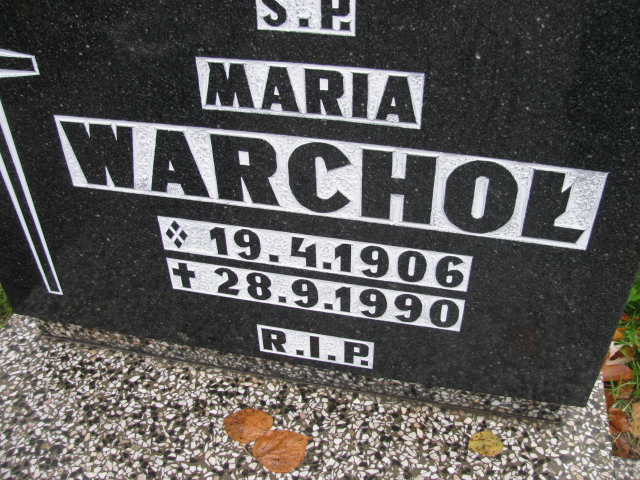 S.P.
MARIA
WARCHOŁ
19.4.1906
✝ 28.9.1990
R.I.P.